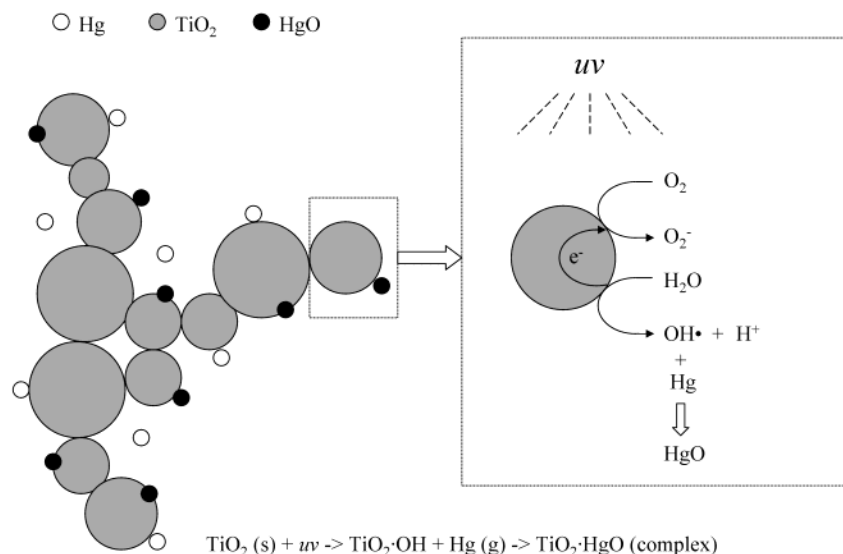 Hg TiO₂ HgO
uv
O₂
O₂⁻
e⁻
H₂O
OH• + H⁺
+
Hg
HgO
TiO₂ (s) + uv -> TiO₂·OH + Hg (g) -> TiO₂·HgO (complex)